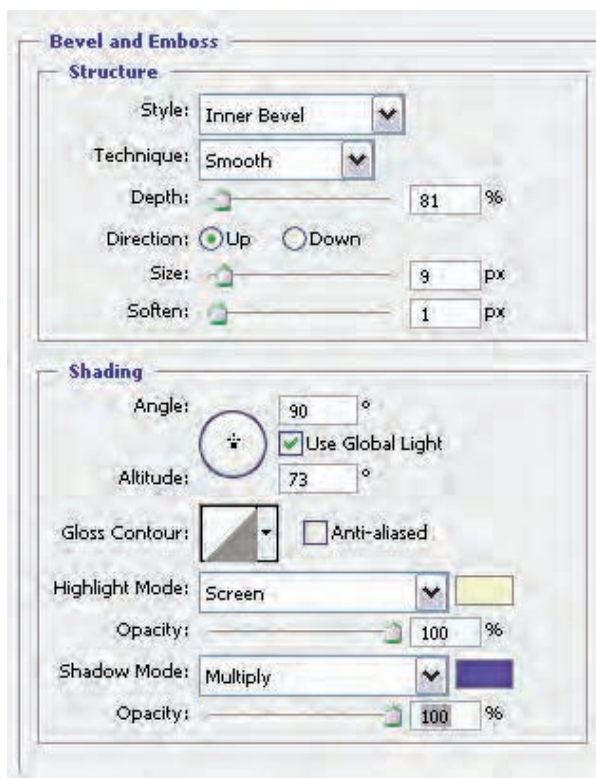 Bevel and Emboss
Structure
Style: Inner Bevel
Technique: Smooth
Depth: 81 %
Direction: Up Down
Size: 9 px
Soften: 1 px
Shading
Angle: 90 °
Use Global Light
Altitude: 73 °
Gloss Contour: Anti-aliased
Highlight Mode: Screen
Opacity: 100 %
Shadow Mode: Multiply
Opacity: 100 %